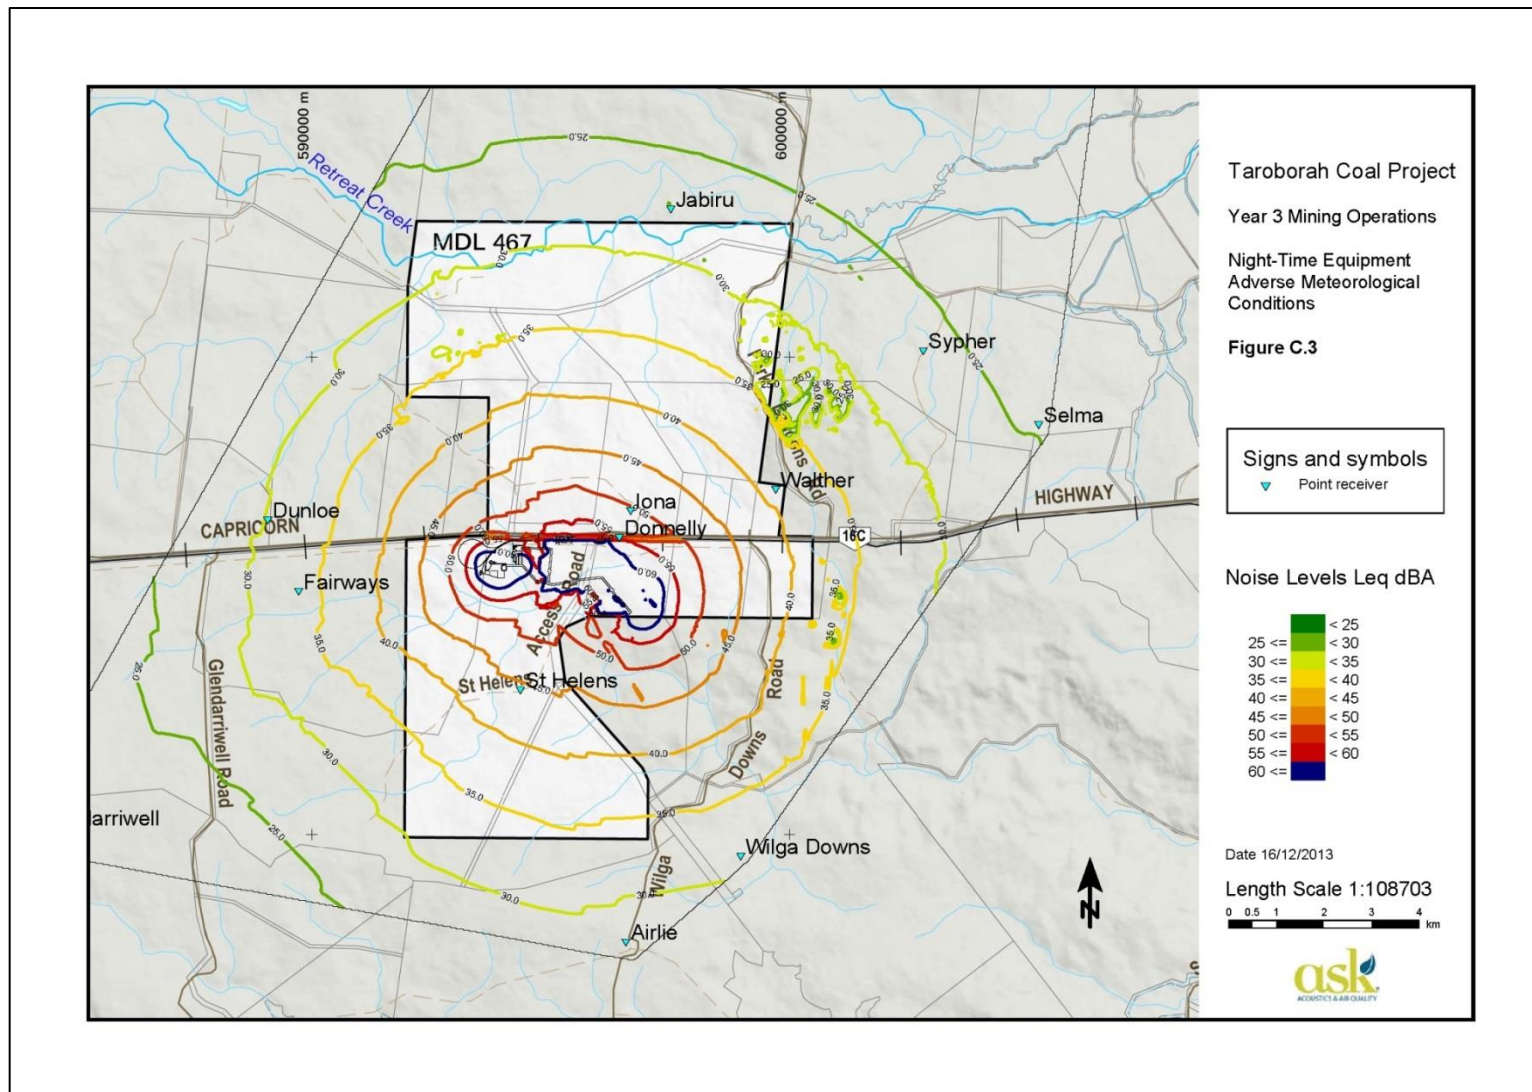 590000 m
600000 m
Retreat Creek
MDL 467
Jabiru
Sypher
Selma
Walther
Iona
Donnelly
Dunloe
CAPRICORN
HIGHWAY
16C
Fairways
Access Road
St Helens
St Helens
Glendarriwell Road
larriwell
Wilga Downs Road
Wilga Downs
Airlie
25.0
30.0
35.0
40.0
45.0
50.0
55.0
60.0
N
Taroborah Coal Project
Year 3 Mining Operations
Night-Time Equipment
Adverse Meteorological
Conditions
Figure C.3
Signs and symbols
Point receiver
Noise Levels Leq dBA
< 25
25 <= < 30
30 <= < 35
35 <= < 40
40 <= < 45
45 <= < 50
50 <= < 55
55 <= < 60
60 <=
Date 16/12/2013
Length Scale 1:108703
0 0.5 1 2 3 4
km
ask
ACOUSTICS & AIR QUALITY